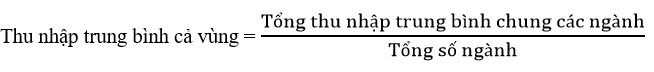 Thu nhập trung bình cả vùng = Tổng thu nhập trung bình chung các ngành
Tổng số ngành